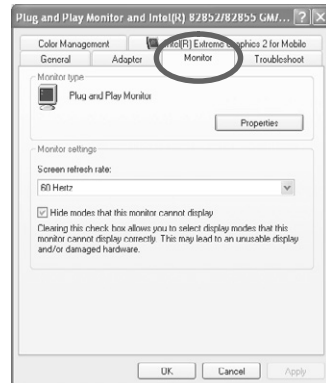 Plug and Play Monitor and Intel(R) 82852/82855 GM/...
Color Management
Intel(R) Extreme Graphics 2 for Mobile
General
Adapter
Monitor
Troubleshoot
Monitor type
Plug and Play Monitor
Properties
Monitor settings
Screen refresh rate:
60 Hertz
Hide modes that this monitor cannot display
Clearing this check box allows you to select display modes that this
monitor cannot display correctly. This may lead to an unusable display
and/or damaged hardware.
OK
Cancel
Apply